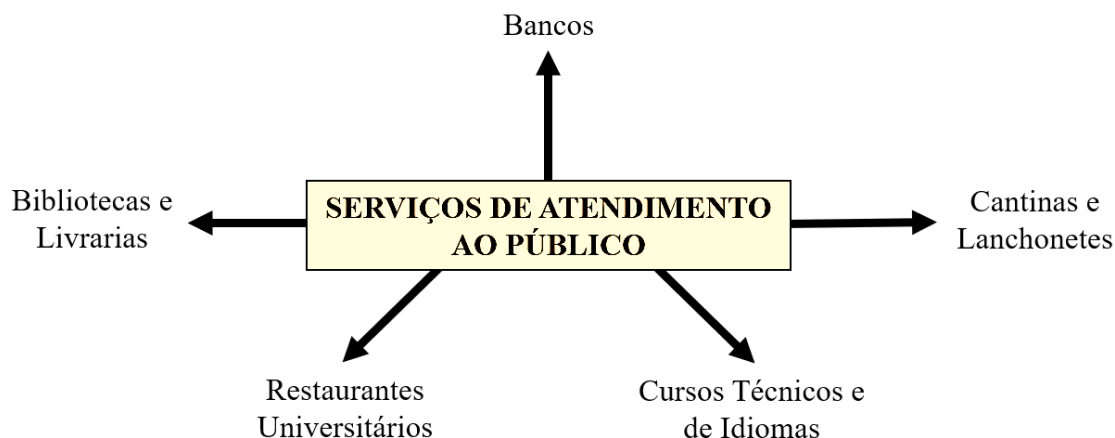 Bancos
Bibliotecas e
Livrarias
SERVIÇOS DE ATENDIMENTO
AO PÚBLICO
Cantinas e
Lanchonetes
Restaurantes
Universitários
Cursos Técnicos e
de Idiomas